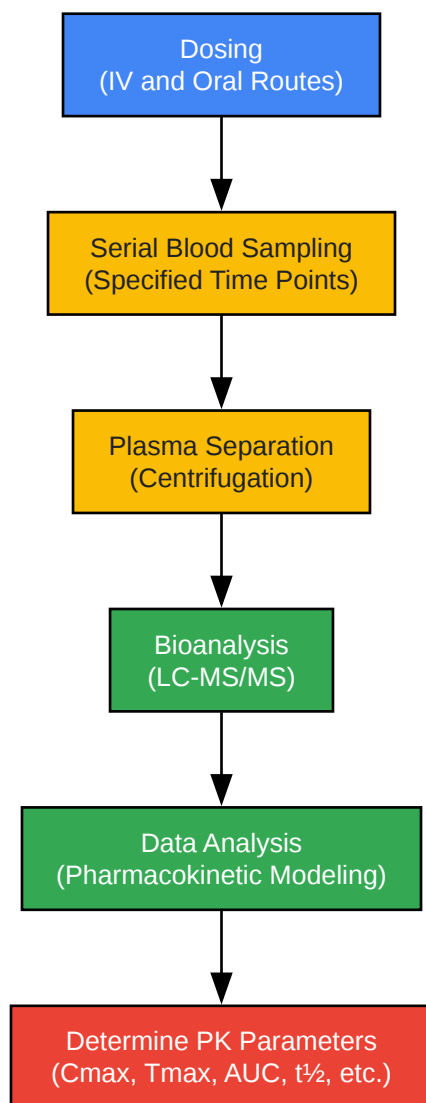 Dosing
(IV and Oral Routes)
Serial Blood Sampling
(Specified Time Points)
Plasma Separation
(Centrifugation)
Bioanalysis
(LC-MS/MS)
Data Analysis
(Pharmacokinetic Modeling)
Determine PK Parameters
(Cmax, Tmax, AUC, t½, etc.)